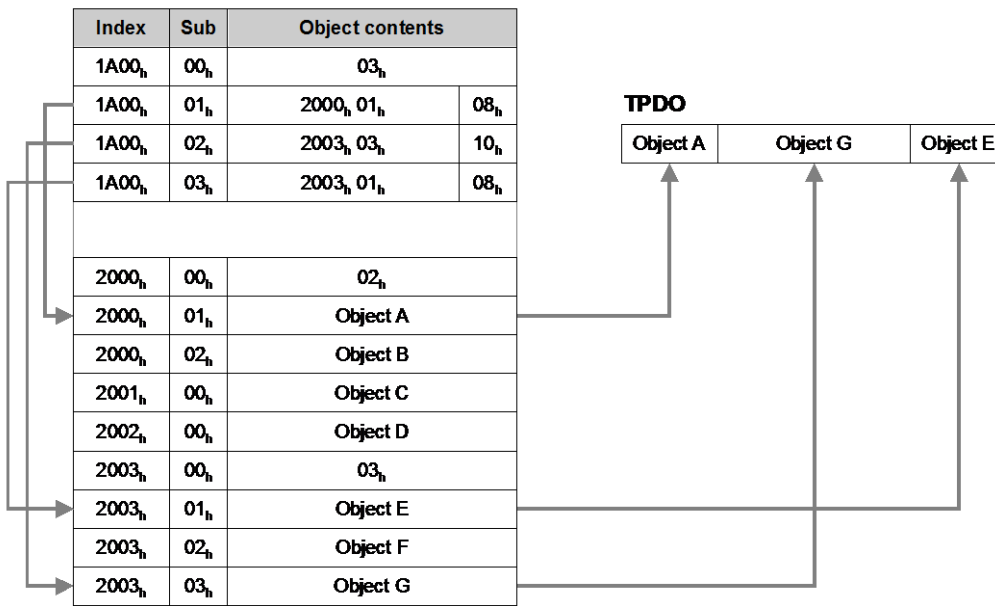 Index Sub Object contents
1A00h 00h 03h
1A00h 01h 2000h 01h 08h
1A00h 02h 2003h 03h 10h
1A00h 03h 2003h 01h 08h
2000h 00h 02h
2000h 01h Object A
2000h 02h Object B
2001h 00h Object C
2002h 00h Object D
2003h 00h 03h
2003h 01h Object E
2003h 02h Object F
2003h 03h Object G
TPDO
Object A Object G Object E